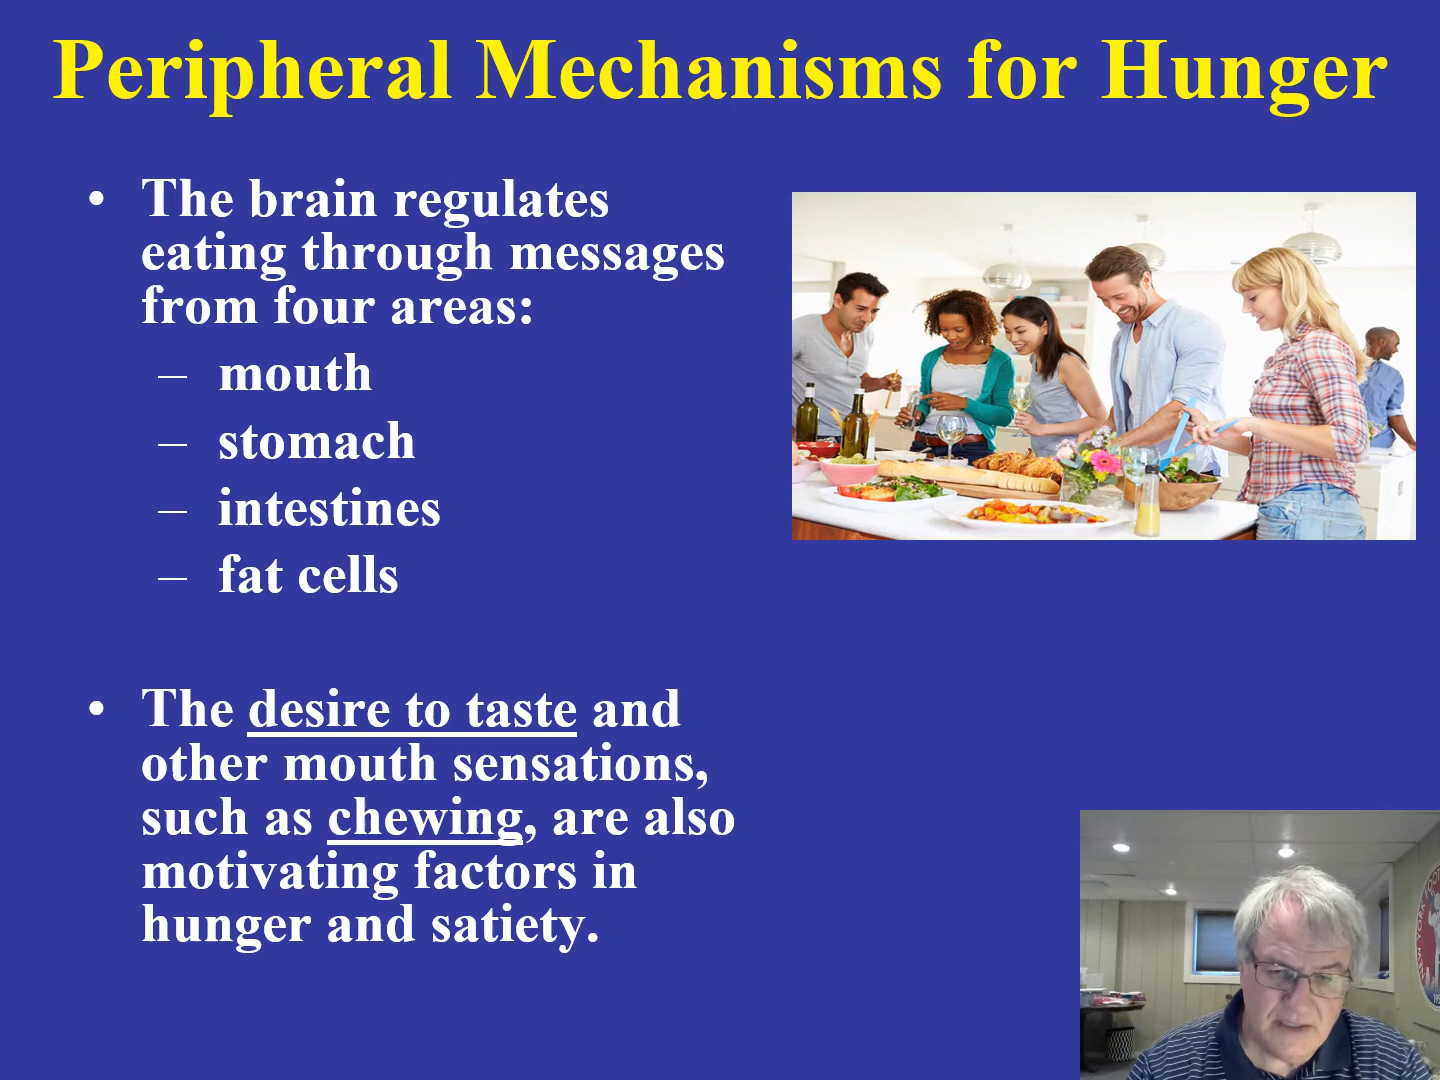 Peripheral Mechanisms for Hunger
• The brain regulates
eating through messages
from four areas:
– mouth
– stomach
– intestines
– fat cells
• The desire to taste and
other mouth sensations,
such as chewing, are also
motivating factors in
hunger and satiety.